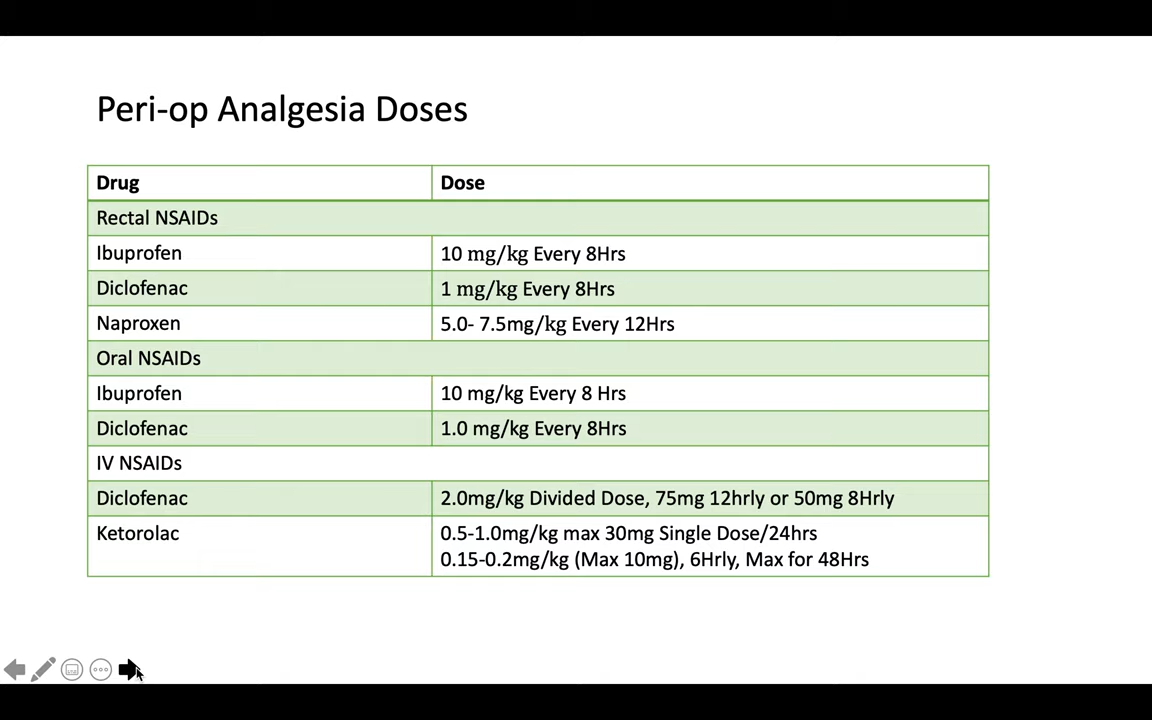 Peri-op Analgesia Doses
Drug Dose
Rectal NSAIDs
Ibuprofen 10 mg/kg Every 8Hrs
Diclofenac 1 mg/kg Every 8Hrs
Naproxen 5.0- 7.5mg/kg Every 12Hrs
Oral NSAIDs
Ibuprofen 10 mg/kg Every 8 Hrs
Diclofenac 1.0 mg/kg Every 8Hrs
IV NSAIDs
Diclofenac 2.0mg/kg Divided Dose, 75mg 12hrly or 50mg 8Hrly
Ketorolac 0.5-1.0mg/kg max 30mg Single Dose/24hrs
0.15-0.2mg/kg (Max 10mg), 6Hrly, Max for 48Hrs